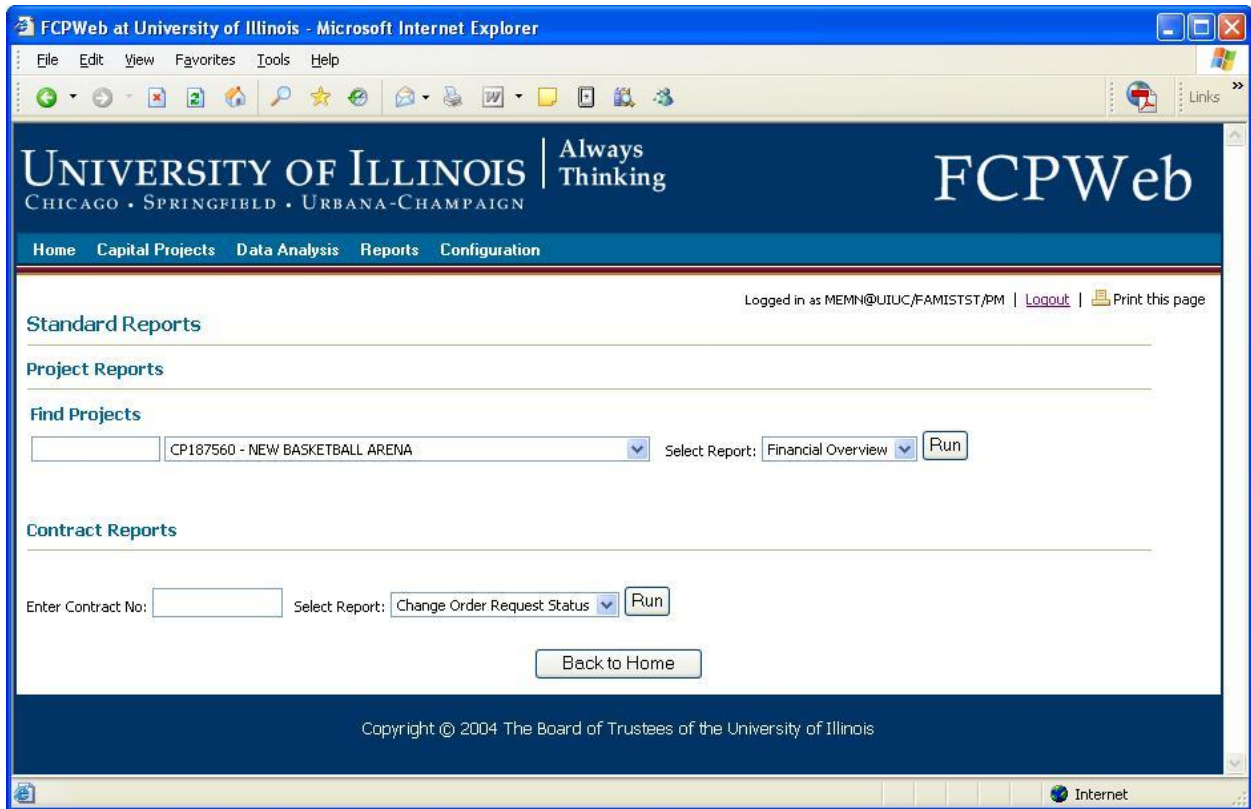 FCPWeb at University of Illinois - Microsoft Internet Explorer
File Edit View Favorites Tools Help
Links
UNIVERSITY OF ILLINOIS
CHICAGO • SPRINGFIELD • URBANA-CHAMPAIGN
Always
Thinking
FCPWeb
Home Capital Projects Data Analysis Reports Configuration
Logged in as MEMN@UIUC/FAMISTST/PM | Logout | Print this page
Standard Reports
Project Reports
Find Projects
CP187560 - NEW BASKETBALL ARENA Select Report: Financial Overview Run
Contract Reports
Enter Contract No: Select Report: Change Order Request Status Run
Back to Home
Copyright © 2004 The Board of Trustees of the University of Illinois
Internet